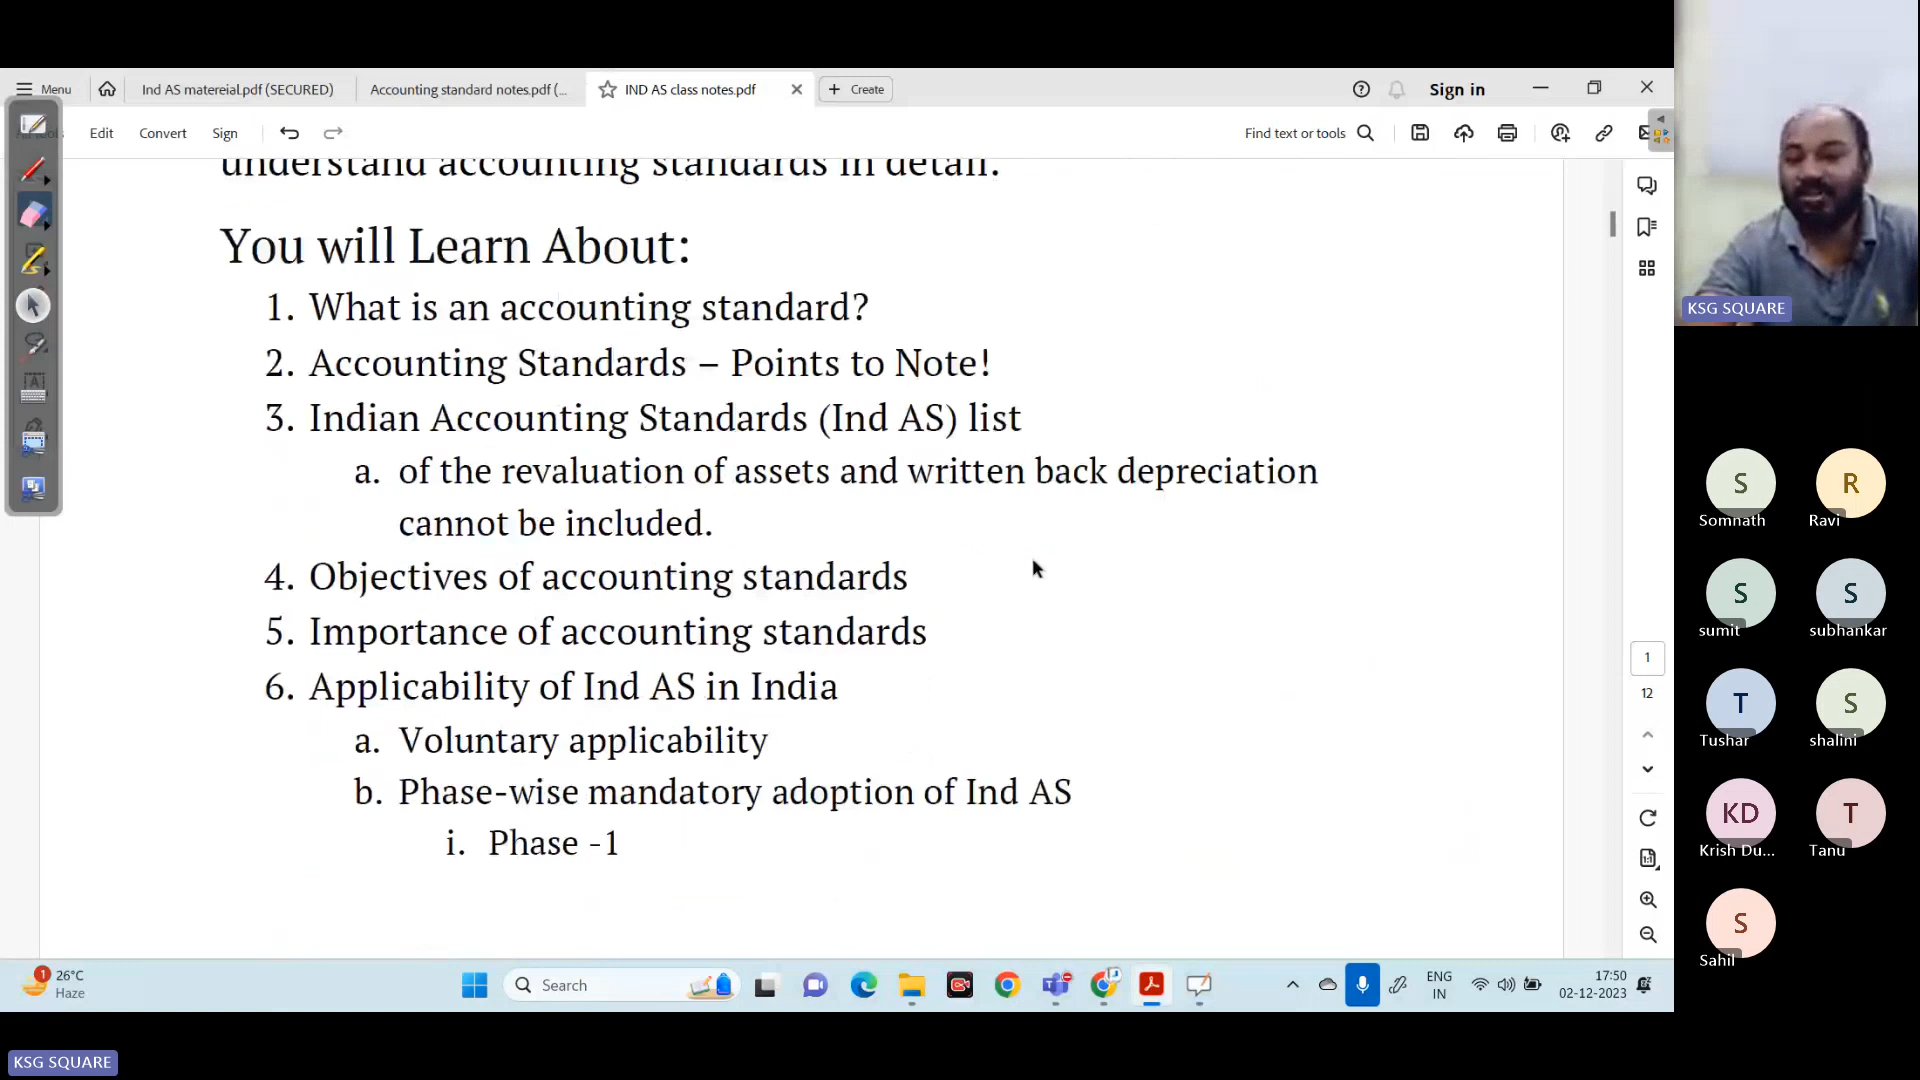 Menu
Ind AS matereial.pdf (SECURED)
Accounting standard notes.pdf (...
IND AS class notes.pdf
Create
Sign in
Edit
Convert
Sign
Find text or tools
understand accounting standards in detail.
You will Learn About:
1. What is an accounting standard?
2. Accounting Standards – Points to Note!
3. Indian Accounting Standards (Ind AS) list
a. of the revaluation of assets and written back depreciation
cannot be included.
4. Objectives of accounting standards
5. Importance of accounting standards
6. Applicability of Ind AS in India
a. Voluntary applicability
b. Phase-wise mandatory adoption of Ind AS
i. Phase -1
1
12
1
26°C
Haze
Search
ENG
IN
17:50
02-12-2023
KSG SQUARE
S
Somnath
R
Ravi
S
sumit
S
subhankar
T
Tushar
S
shalini
KD
Krish Du...
T
Tanu
S
Sahil
KSG SQUARE